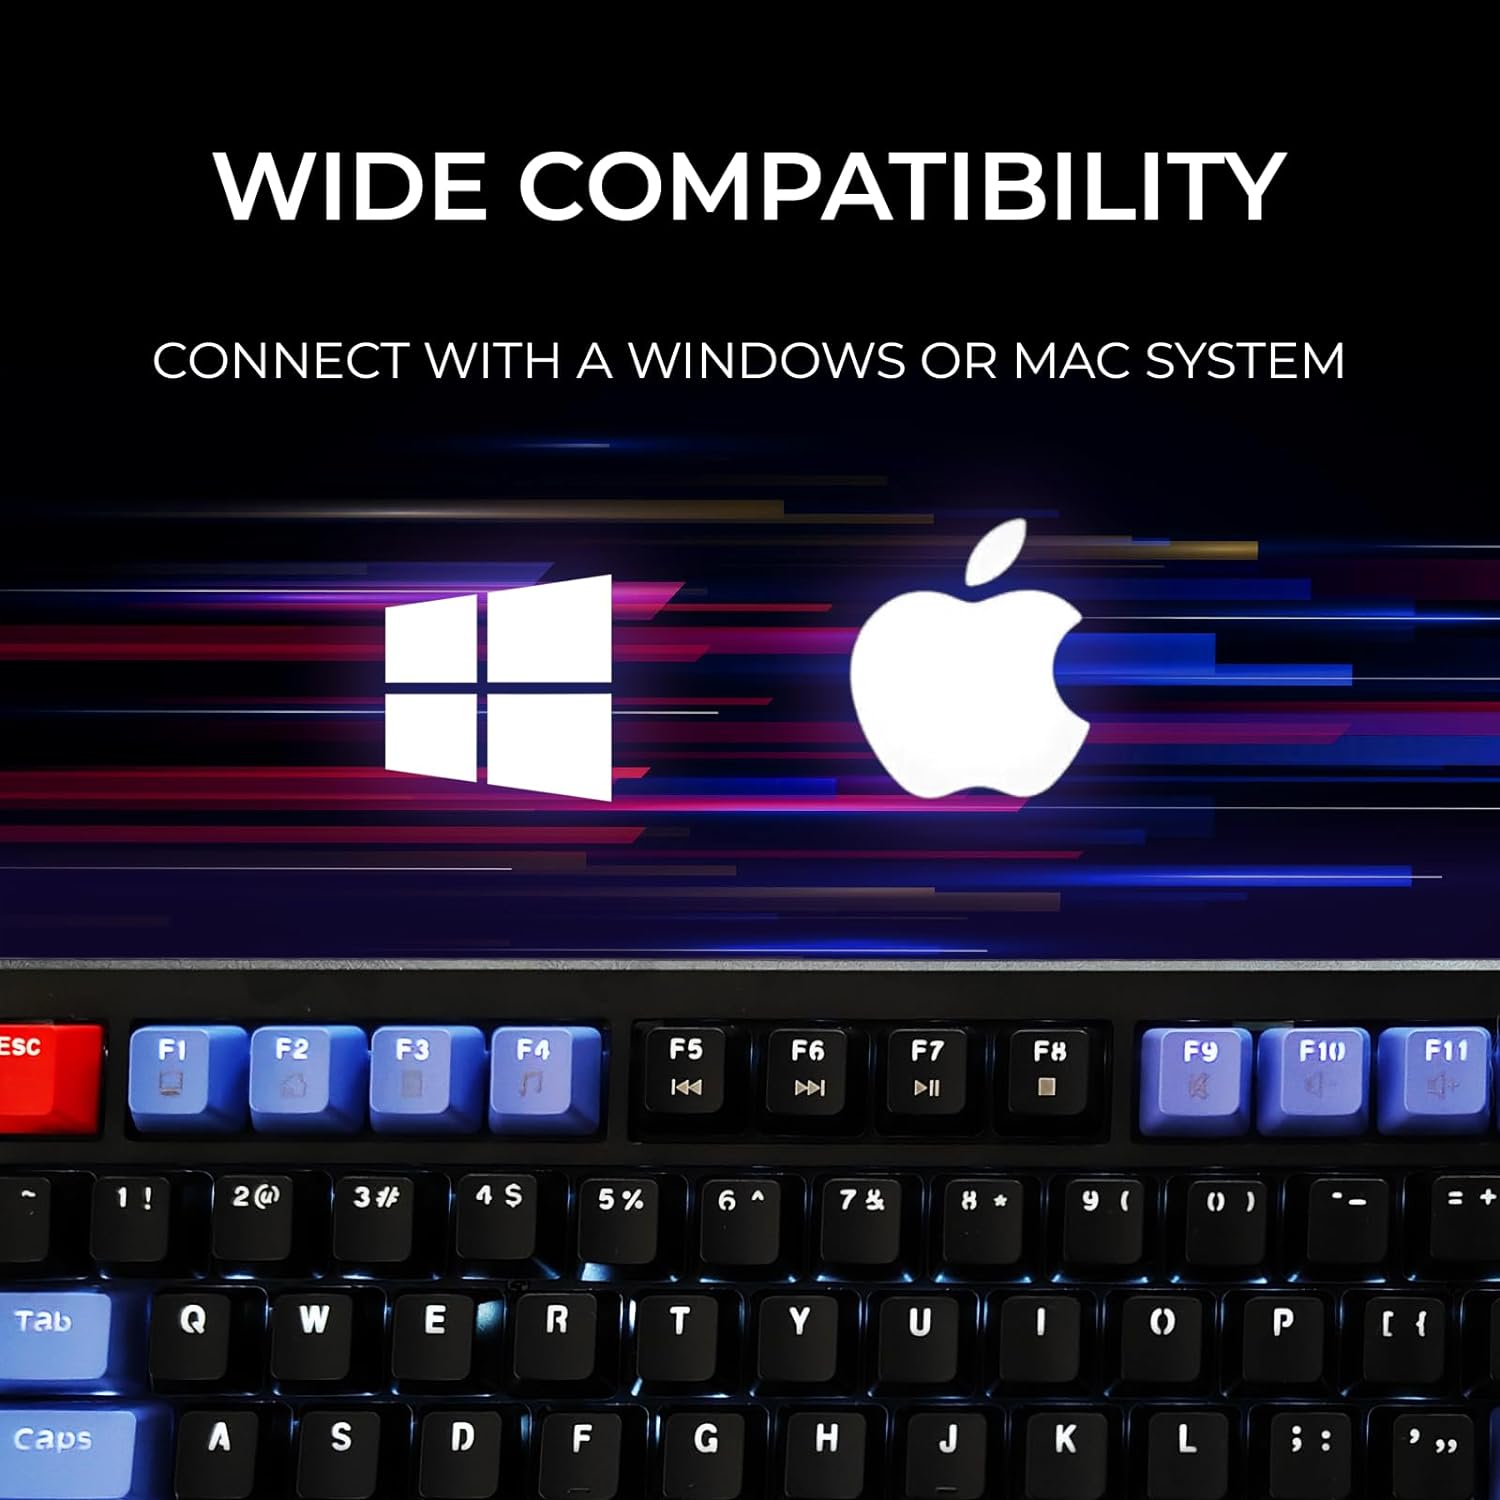 WIDE COMPATIBILITY
CONNECT WITH A WINDOWS OR MAC SYSTEM
ESC F1 F2 F3 F4 F5 F6 F7 F8 F9 F10 F11
~ 1 ! 2 @ 3 # 4 $ 5 % 6 ^ 7 & 8 * 9 ( 0 ) - _ = +
Tab Q W E R T Y U I O P [ {
Caps A S D F G H J K L ; : ' "